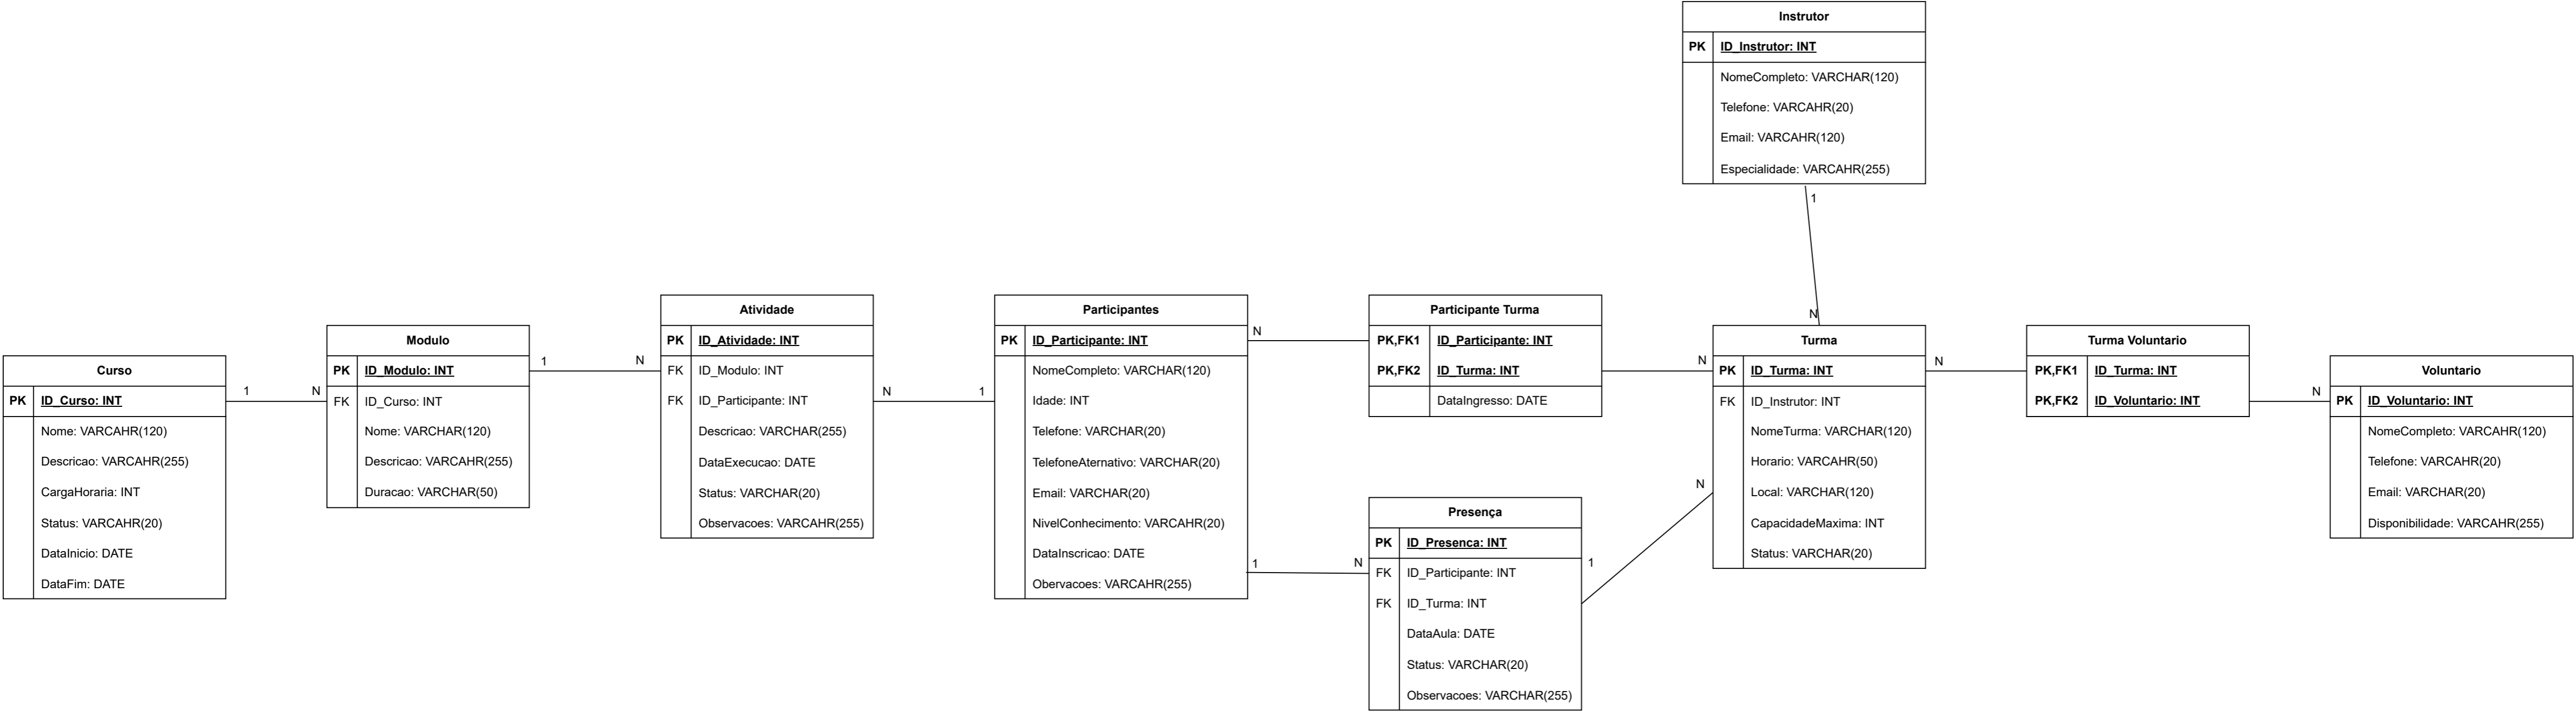 Instrutor
PK ID_Instrutor: INT
NomeCompleto: VARCHAR(120)
Telefone: VARCAHR(20)
Email: VARCAHR(120)
Especialidade: VARCAHR(255)
1
N
Curso
PK ID_Curso: INT
Nome: VARCAHR(120)
Descricao: VARCAHR(255)
CargaHoraria: INT
Status: VARCAHR(20)
DataInicio: DATE
DataFim: DATE
1
N
Modulo
PK ID_Modulo: INT
FK ID_Curso: INT
Nome: VARCHAR(120)
Descricao: VARCAHR(255)
Duracao: VARCHAR(50)
1
N
Atividade
PK ID_Atividade: INT
FK ID_Modulo: INT
FK ID_Participante: INT
Descricao: VARCHAR(255)
DataExecucao: DATE
Status: VARCHAR(20)
Observacoes: VARCAHR(255)
N
1
Participantes
PK ID_Participante: INT
NomeCompleto: VARCHAR(120)
Idade: INT
Telefone: VARCHAR(20)
TelefoneAternativo: VARCAHR(20)
Email: VARCHAR(20)
NivelConhecimento: VARCAHR(20)
DataInscricao: DATE
Obervacoes: VARCAHR(255)
N
1
N
Participante Turma
PK,FK1 ID_Participante: INT
PK,FK2 ID_Turma: INT
DataIngresso: DATE
N
Presença
PK ID_Presenca: INT
FK ID_Participante: INT
FK ID_Turma: INT
DataAula: DATE
Status: VARCHAR(20)
Observacoes: VARCHAR(255)
1
N
Turma
PK ID_Turma: INT
FK ID_Instrutor: INT
NomeTurma: VARCHAR(120)
Horario: VARCAHR(50)
Local: VARCHAR(120)
CapacidadeMaxima: INT
Status: VARCHAR(20)
N
Turma Voluntario
PK,FK1 ID_Turma: INT
PK,FK2 ID_Voluntario: INT
N
Voluntario
PK ID_Voluntario: INT
NomeCompleto: VARCAHR(120)
Telefone: VARCAHR(20)
Email: VARCHAR(20)
Disponibilidade: VARCAHR(255)